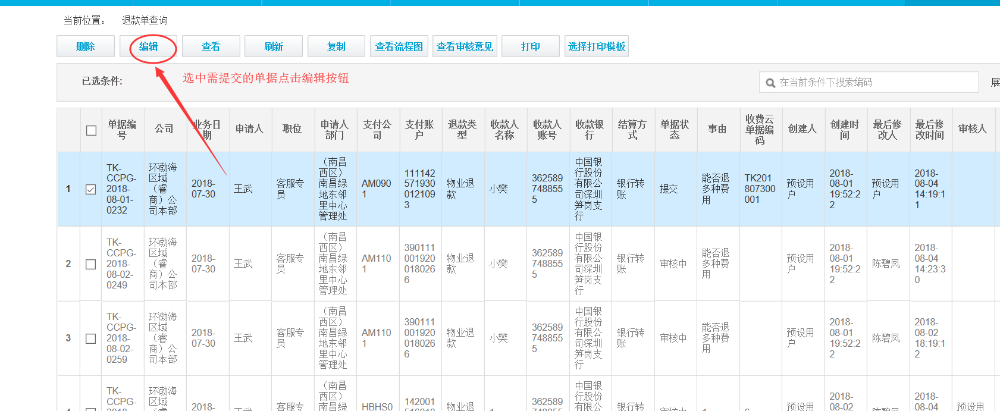 当前位置： 退款单查询
删除 编辑 查看 刷新 复制 查看流程图 查看审核意见 打印 选择打印模板
已选条件:
选中需提交的单据点击编辑按钮
在当前条件下搜索编码
展
单据编号 公司 业务日期 申请人 职位 申请人部门 支付公司 支付账户 退款类型 收款人名称 收款人账号 收款银行 结算方式 单据状态 事由 收费云单据编码 创建人 创建时间 最后修改人 最后修改时间 审核人
1 TK-CCPG-2018-08-01-0232 环渤海区域（睿商）公司本部 2018-07-30 王武 客服专员 （南昌西区）南昌绿地东邻里中心管理处 AM0901 1111425719300121093 物业退款 小樊 3625897488555 中国银行股份有限公司深圳笋岗支行 银行转账 提交 能否退多种费用 TK201807300001 预设用户 2018-08-01 19:52:22 预设用户 2018-08-04 14:19:11
2 TK-CCPG-2018-08-02-0249 环渤海区域（睿商）公司本部 2018-07-30 王武 客服专员 （南昌西区）南昌绿地东邻里中心管理处 AM1101 3901110019200180266 物业退款 小樊 3625897488555 中国银行股份有限公司深圳笋岗支行 银行转账 审核中 能否退多种费用 预设用户 2018-08-01 19:52:22 陈碧凤 2018-08-04 14:23:30
3 TK-CCPG-2018-08-02-0259 环渤海区域（睿商）公司本部 2018-07-30 王武 客服专员 （南昌西区）南昌绿地东邻里中心管理处 AM1101 3901110019200180266 物业退款 小樊 3625897488555 中国银行股份有限公司深圳笋岗支行 银行转账 审核中 能否退多种费用 预设用户 2018-08-01 19:52:22 陈碧凤 2018-08-02 18:19:12
TK-CCPG- 环渤海区域 2018- 客服专 （南昌西区）南昌绿 HBHS0 142001 物业退 362589 中国银行股份有限公 银行转 预设用 2018-08-02 2018-08-04 预设用